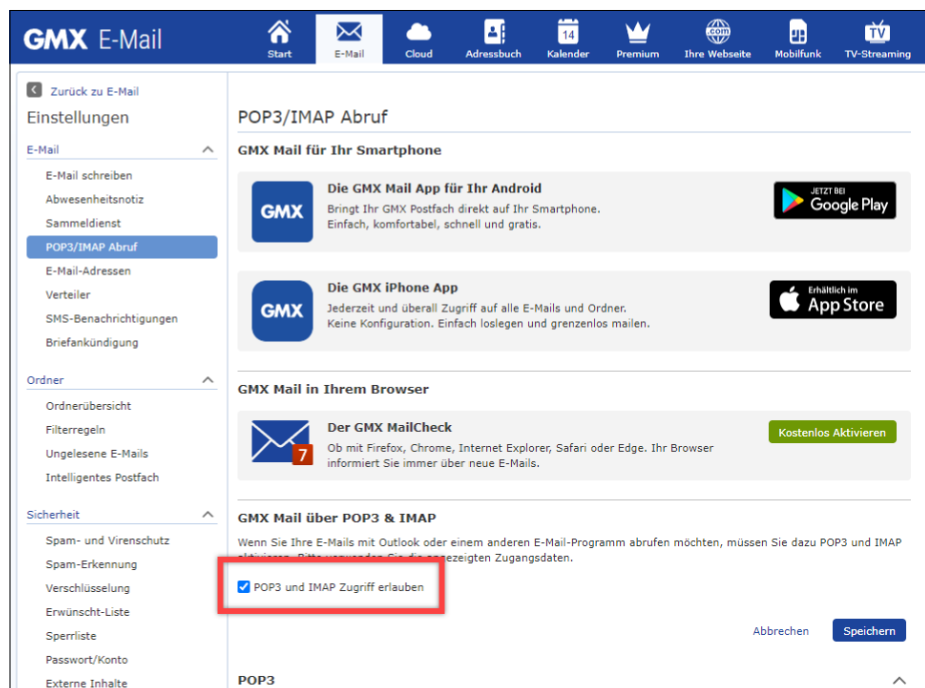 GMX E-Mail
Start
E-Mail
Cloud
Adressbuch
14
Kalender
Premium
.com
Ihre Webseite
Mobilfunk
TV
TV-Streaming
Zurück zu E-Mail
Einstellungen
E-Mail
E-Mail schreiben
Abwesenheitsnotiz
Sammeldienst
POP3/IMAP Abruf
E-Mail-Adressen
Verteiler
SMS-Benachrichtigungen
Briefankündigung
Ordner
Ordnerübersicht
Filterregeln
Ungelesene E-Mails
Intelligentes Postfach
Sicherheit
Spam- und Virenschutz
Spam-Erkennung
Verschlüsselung
Erwünscht-Liste
Sperrliste
Passwort/Konto
Externe Inhalte
POP3/IMAP Abruf
GMX Mail für Ihr Smartphone
GMX
Die GMX Mail App für Ihr Android
Bringt Ihr GMX Postfach direkt auf Ihr Smartphone.
Einfach, komfortabel, schnell und gratis.
JETZT BEI
Google Play
GMX
Die GMX iPhone App
Jederzeit und überall Zugriff auf alle E-Mails und Ordner.
Keine Konfiguration. Einfach loslegen und grenzenlos mailen.
Erhältlich im
App Store
GMX Mail in Ihrem Browser
7
Der GMX MailCheck
Ob mit Firefox, Chrome, Internet Explorer, Safari oder Edge. Ihr Browser
informiert Sie immer über neue E-Mails.
Kostenlos Aktivieren
GMX Mail über POP3 & IMAP
Wenn Sie Ihre E-Mails mit Outlook oder einem anderen E-Mail-Programm abrufen möchten, müssen Sie dazu POP3 und IMAP
Zugangsdaten.
POP3 und IMAP Zugriff erlauben
Abbrechen
Speichern
POP3